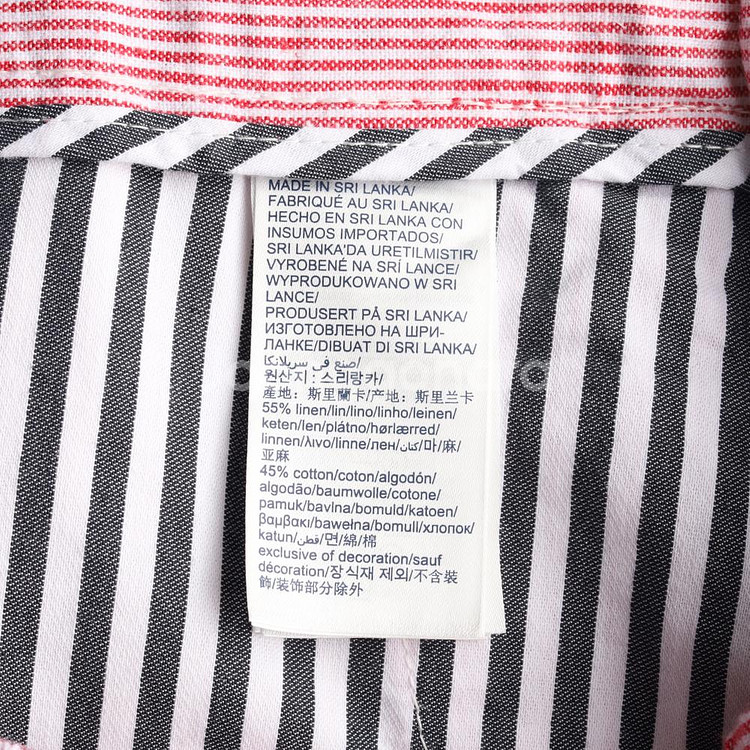 MADE IN SRI LANKA/
FABRIQUÉ AU SRI LANKA/
HECHO EN SRI LANKA CON
INSUMOS IMPORTADOS/
SRI LANKA'DA URETILMISTIR/
VYROBENÉ NA SRÍ LANCE/
WYPRODUKOWANO W SRI
LANCE/
PRODUSERT PÅ SRI LANKA/
ИЗГОТОВЛЕНО НА ШРИ-
ЛАНКЕ/DIBUAT DI SRI LANKA/
صنع في سريلانكا/
원산지 : 스리랑카/
產地：斯里蘭卡/产地：斯里兰卡
55% linen/lin/lino/linho/leinen/
keten/len/plátno/hørlærred/
linnen/λινο/linne/лен/كتان/마/麻/
亚麻
45% cotton/coton/algodón/
algodão/baumwolle/cotone/
pamuk/bavlna/bomuld/katoen/
βαμβακι/bawełna/bomull/хлопок/
katun/قطن/면/綿/棉
exclusive of decoration/sauf
décoration/장식재 제외/不含裝
飾/装饰部分除外